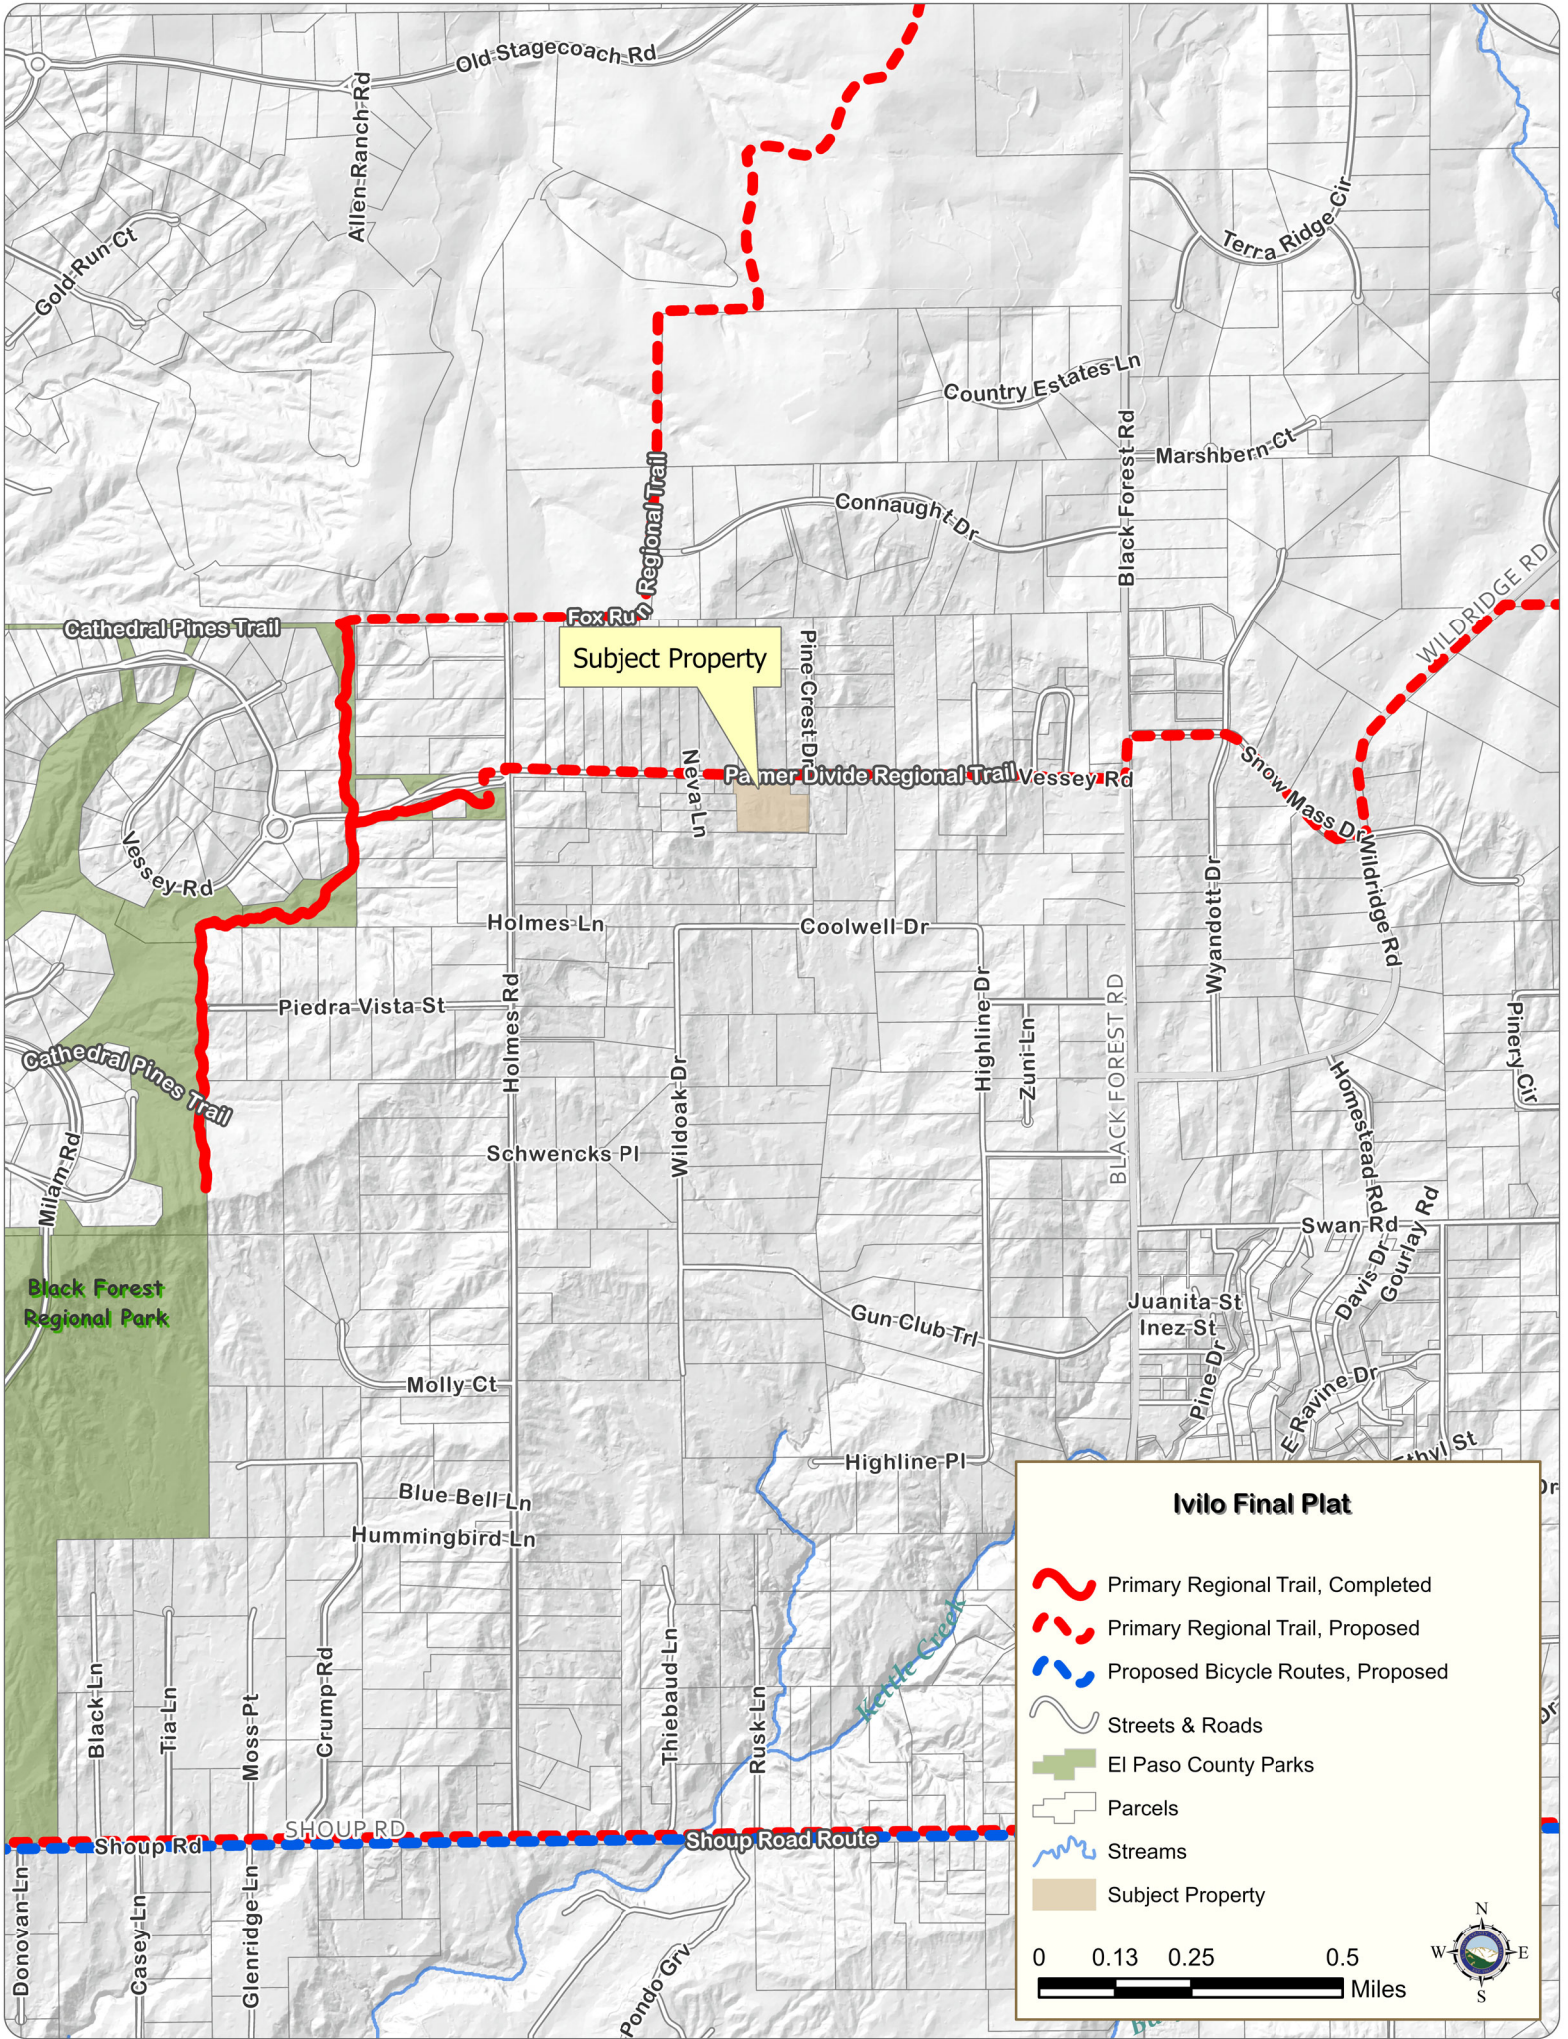 Old Stagecoach Rd
Allen Ranch Rd
Gold Run Ct
Terra Ridge Cir
Country Estates Ln
Black Forest Rd
Marshbern Ct
Connaught Dr
Fox Run Regional Trail
WILDRIDGE RD
Cathedral Pines Trail
Subject Property
Pine Crest Dr
Neva Ln
Palmer Divide Regional Trail
Vessey Rd
Snow Mass Dr
Vessey Rd
Wyandott Dr
Wildridge Rd
Holmes Ln
Coolwell Dr
Piedra Vista St
Holmes Rd
Highline Dr
Zuni Ln
BLACK FOREST RD
Pinery Cir
Cathedral Pines Trail
Wildoak Dr
Homestead Rd
Milam Rd
Schwencks Pl
Swan Rd
Davis Dr
Gourlay Rd
Black Forest
Regional Park
Juanita St
Inez St
Gun Club Trl
Pine Dr
E Ravine Dr
Molly Ct
Ethyl St
Highline Pl
Dr
Blue Bell Ln
Hummingbird Ln
Kettle Creek
Black Ln
Tia Ln
Moss Pt
Crump Rd
Thiebaud Ln
Rusk Ln
Dr
SHOUP RD
Shoup Rd
Shoup Road Route
Donovan Ln
Casey Ln
Glenridge Ln
Pondo Grv
Ivilo Final Plat
Primary Regional Trail, Completed
Primary Regional Trail, Proposed
Proposed Bicycle Routes, Proposed
Streets & Roads
El Paso County Parks
Parcels
Streams
Subject Property
N
W
E
S
0 0.13 0.25 0.5
Miles